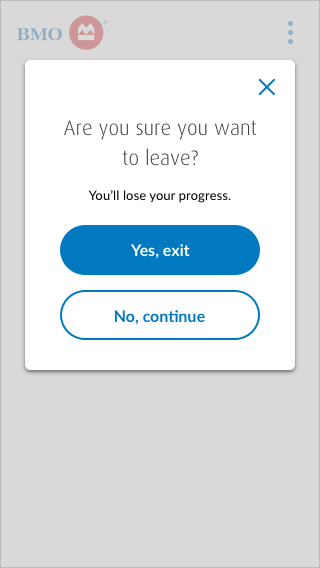 BMO
Are you sure you want
to leave?
You'll lose your progress.
Yes, exit
No, continue